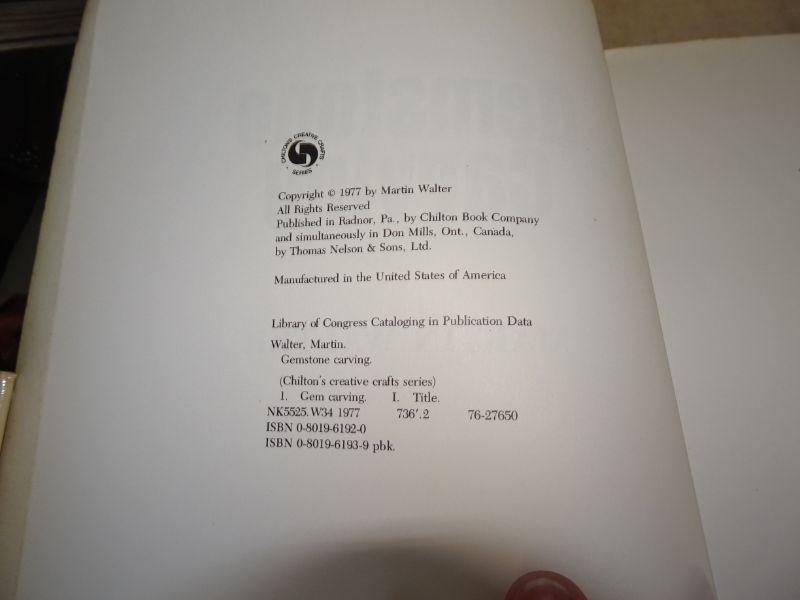 CHILTON'S CREATIVE CRAFTS
SERIES
Copyright © 1977 by Martin Walter
All Rights Reserved
Published in Radnor, Pa., by Chilton Book Company
and simultaneously in Don Mills, Ont., Canada,
by Thomas Nelson & Sons, Ltd.
Manufactured in the United States of America
Library of Congress Cataloging in Publication Data
Walter, Martin.
Gemstone carving.
(Chilton's creative crafts series)
1. Gem carving. I. Title.
NK5525.W34 1977 736'.2 76-27650
ISBN 0-8019-6192-0
ISBN 0-8019-6193-9 pbk.